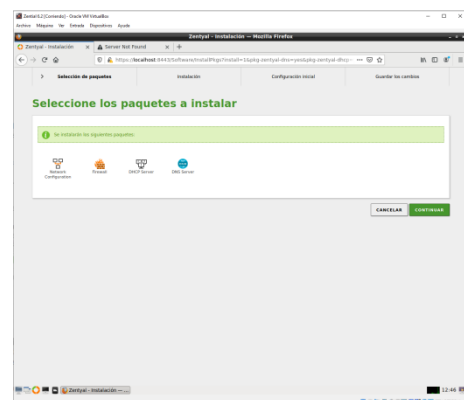 Zentyal [Corriendo] - Oracle VM VirtualBox
Archivo Máquina Ver Entrada Dispositivos Ayuda
Zentyal - Instalación — Mozilla Firefox
Zentyal - Instalación
Server Not Found
https://localhost:8443/Software/InstallPkgs?install=1&pkg-zentyal-dns=yes&pkg-zentyal-dhcp-
Selección de paquetes
Instalación
Configuración inicial
Guardar los cambios
Seleccione los paquetes a instalar
Se instalarán los siguientes paquetes:
Network Configuration
Firewall
DHCP Server
DNS Server
CANCELAR
CONTINUAR
Zentyal - Instalación — ...
12:46